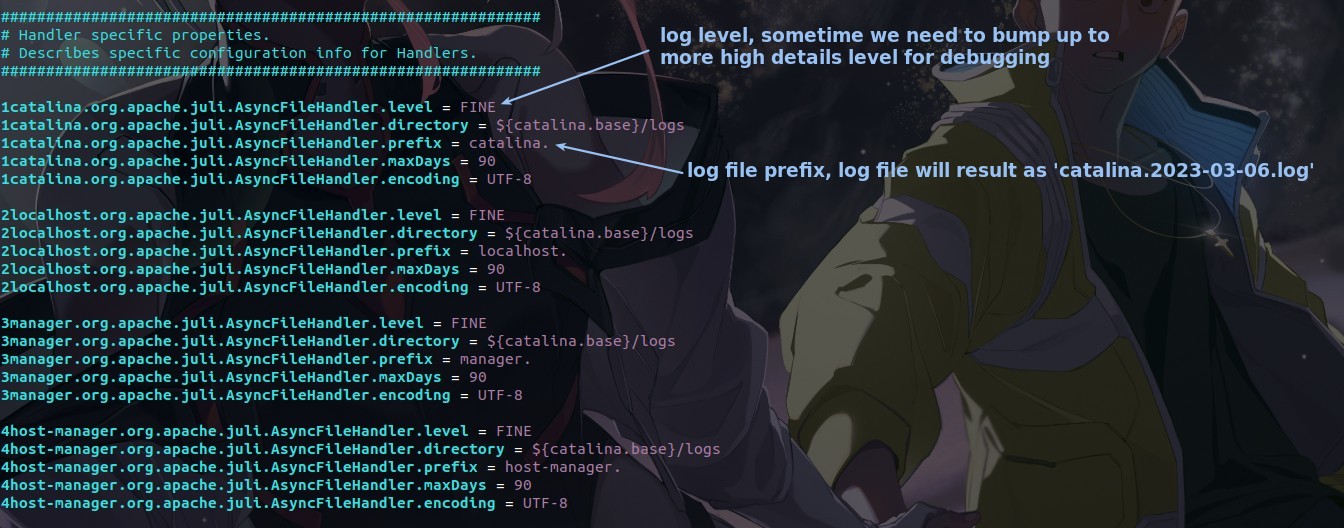 ############################################################
# Handler specific properties.
# Describes specific configuration info for Handlers.
############################################################
log level, sometime we need to bump up to
more high details level for debugging
1catalina.org.apache.juli.AsyncFileHandler.level = FINE
1catalina.org.apache.juli.AsyncFileHandler.directory = ${catalina.base}/logs
1catalina.org.apache.juli.AsyncFileHandler.prefix = catalina.
1catalina.org.apache.juli.AsyncFileHandler.maxDays = 90
1catalina.org.apache.juli.AsyncFileHandler.encoding = UTF-8
log file prefix, log file will result as 'catalina.2023-03-06.log'
2localhost.org.apache.juli.AsyncFileHandler.level = FINE
2localhost.org.apache.juli.AsyncFileHandler.directory = ${catalina.base}/logs
2localhost.org.apache.juli.AsyncFileHandler.prefix = localhost.
2localhost.org.apache.juli.AsyncFileHandler.maxDays = 90
2localhost.org.apache.juli.AsyncFileHandler.encoding = UTF-8
3manager.org.apache.juli.AsyncFileHandler.level = FINE
3manager.org.apache.juli.AsyncFileHandler.directory = ${catalina.base}/logs
3manager.org.apache.juli.AsyncFileHandler.prefix = manager.
3manager.org.apache.juli.AsyncFileHandler.maxDays = 90
3manager.org.apache.juli.AsyncFileHandler.encoding = UTF-8
4host-manager.org.apache.juli.AsyncFileHandler.level = FINE
4host-manager.org.apache.juli.AsyncFileHandler.directory = ${catalina.base}/logs
4host-manager.org.apache.juli.AsyncFileHandler.prefix = host-manager.
4host-manager.org.apache.juli.AsyncFileHandler.maxDays = 90
4host-manager.org.apache.juli.AsyncFileHandler.encoding = UTF-8